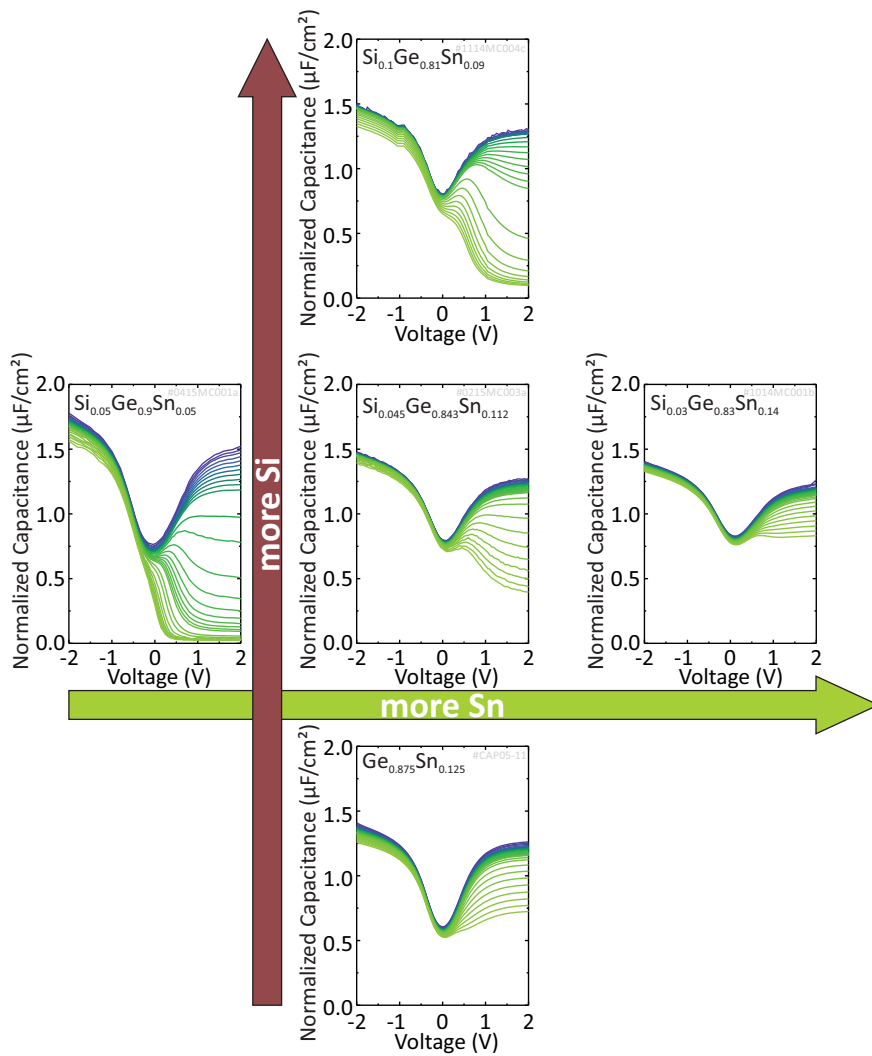 #1114MC004c
Si0.1Ge0.81Sn0.09
Normalized Capacitance (µF/cm²)
2.0
1.5
1.0
0.5
0.0
-2 -1 0 1 2
Voltage (V)
more Si
#0415MC001a
Si0.05Ge0.9Sn0.05
Normalized Capacitance (µF/cm²)
2.0
1.5
1.0
0.5
0.0
-2 -1 0 1 2
Voltage (V)
#0215MC003a
Si0.045Ge0.843Sn0.112
Normalized Capacitance (µF/cm²)
2.0
1.5
1.0
0.5
0.0
-2 -1 0 1 2
Voltage (V)
#1014MC001b
Si0.03Ge0.83Sn0.14
Normalized Capacitance (µF/cm²)
2.0
1.5
1.0
0.5
0.0
-2 -1 0 1 2
Voltage (V)
more Sn
#CAP05-11
Ge0.875Sn0.125
Normalized Capacitance (µF/cm²)
2.0
1.5
1.0
0.5
0.0
-2 -1 0 1 2
Voltage (V)